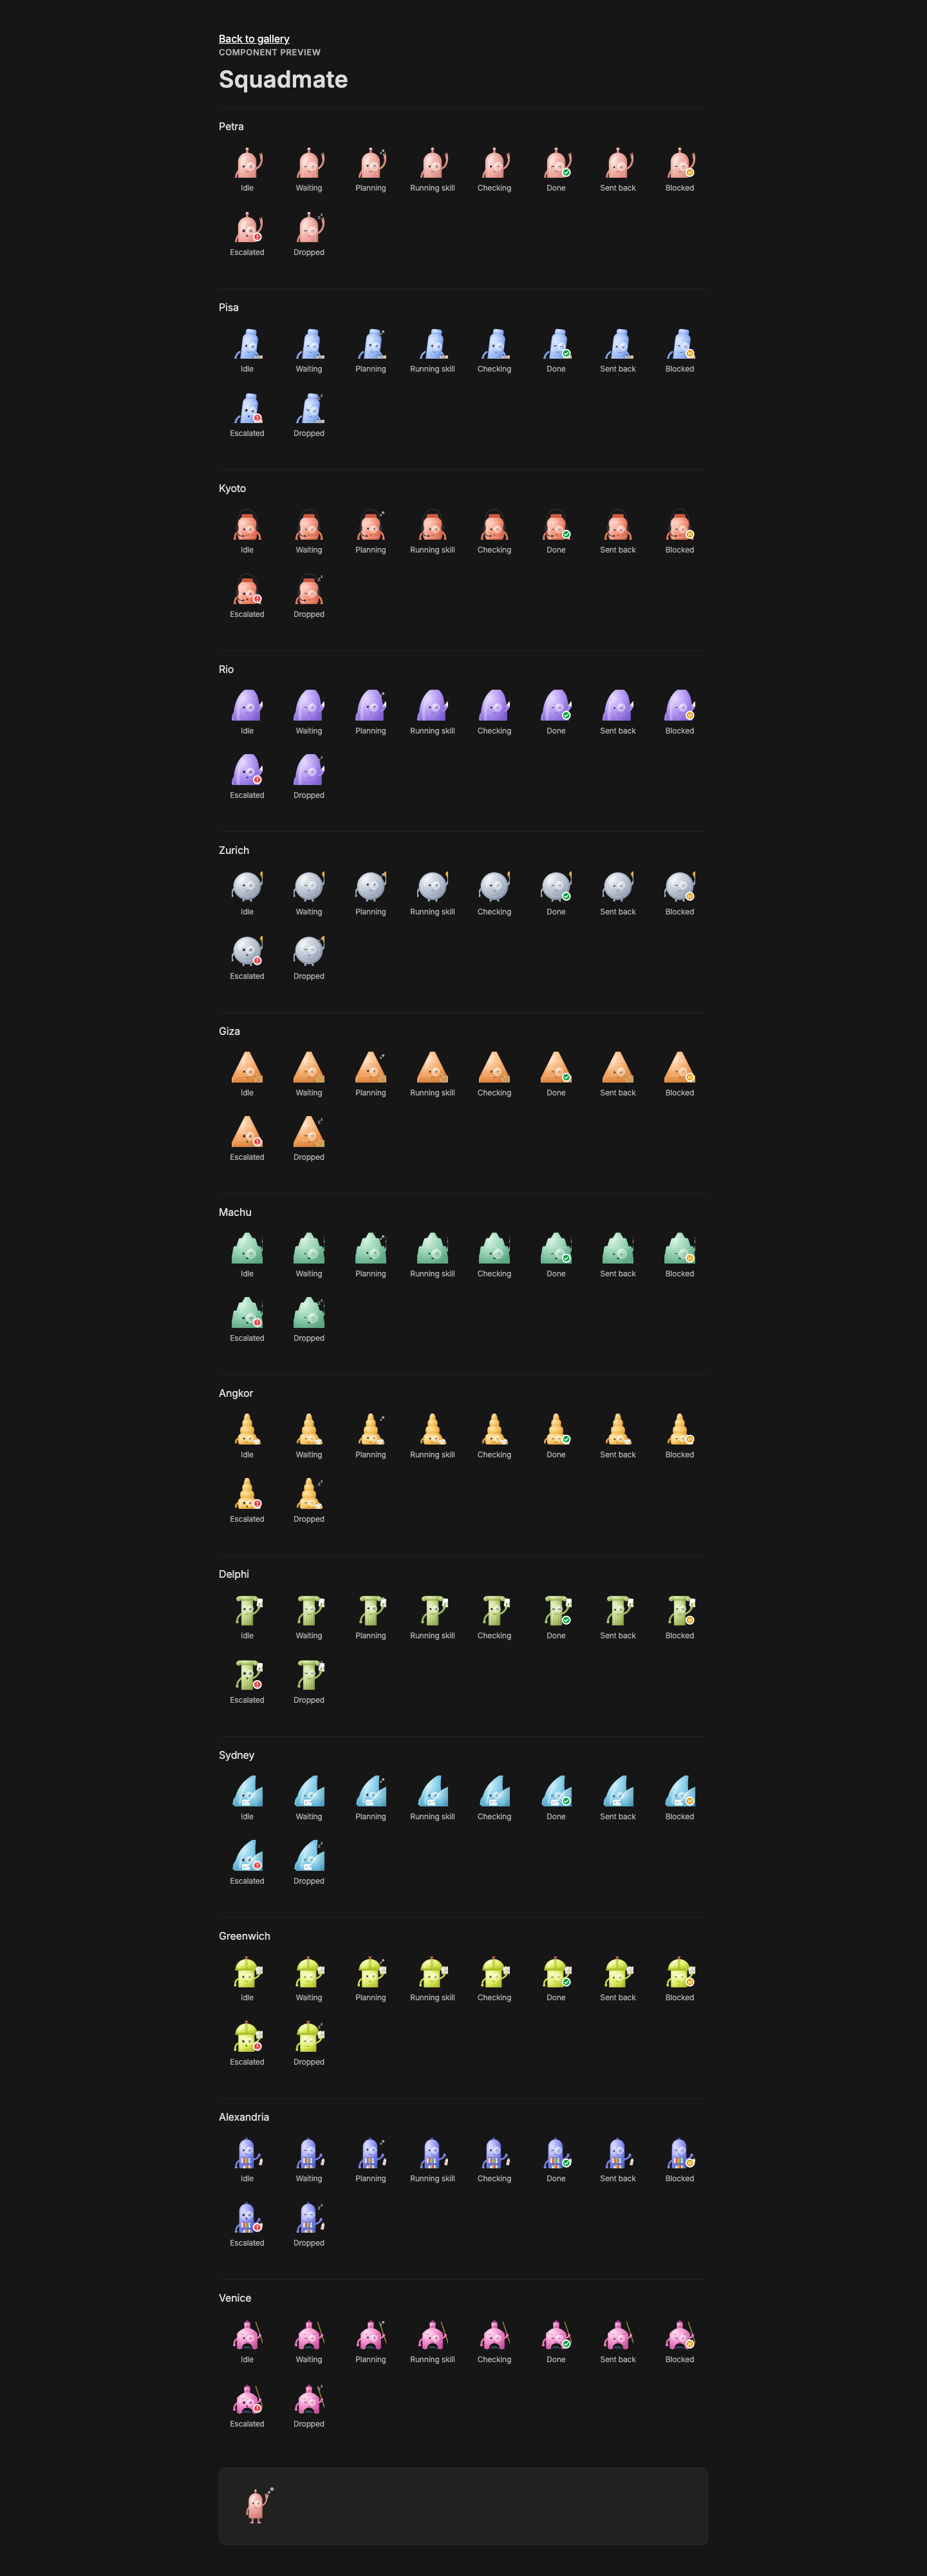 Back to gallery
COMPONENT PREVIEW
Squadmate
Petra
Idle Waiting Planning Running skill Checking Done Sent back Blocked
Escalated Dropped
Pisa
Idle Waiting Planning Running skill Checking Done Sent back Blocked
Escalated Dropped
Kyoto
Idle Waiting Planning Running skill Checking Done Sent back Blocked
Escalated Dropped
Rio
Idle Waiting Planning Running skill Checking Done Sent back Blocked
Escalated Dropped
Zurich
Idle Waiting Planning Running skill Checking Done Sent back Blocked
Escalated Dropped
Giza
Idle Waiting Planning Running skill Checking Done Sent back Blocked
Escalated Dropped
Machu
Idle Waiting Planning Running skill Checking Done Sent back Blocked
Escalated Dropped
Angkor
Idle Waiting Planning Running skill Checking Done Sent back Blocked
Escalated Dropped
Delphi
Idle Waiting Planning Running skill Checking Done Sent back Blocked
Escalated Dropped
Sydney
Idle Waiting Planning Running skill Checking Done Sent back Blocked
Escalated Dropped
Greenwich
Idle Waiting Planning Running skill Checking Done Sent back Blocked
Escalated Dropped
Alexandria
Idle Waiting Planning Running skill Checking Done Sent back Blocked
Escalated Dropped
Venice
Idle Waiting Planning Running skill Checking Done Sent back Blocked
Escalated Dropped